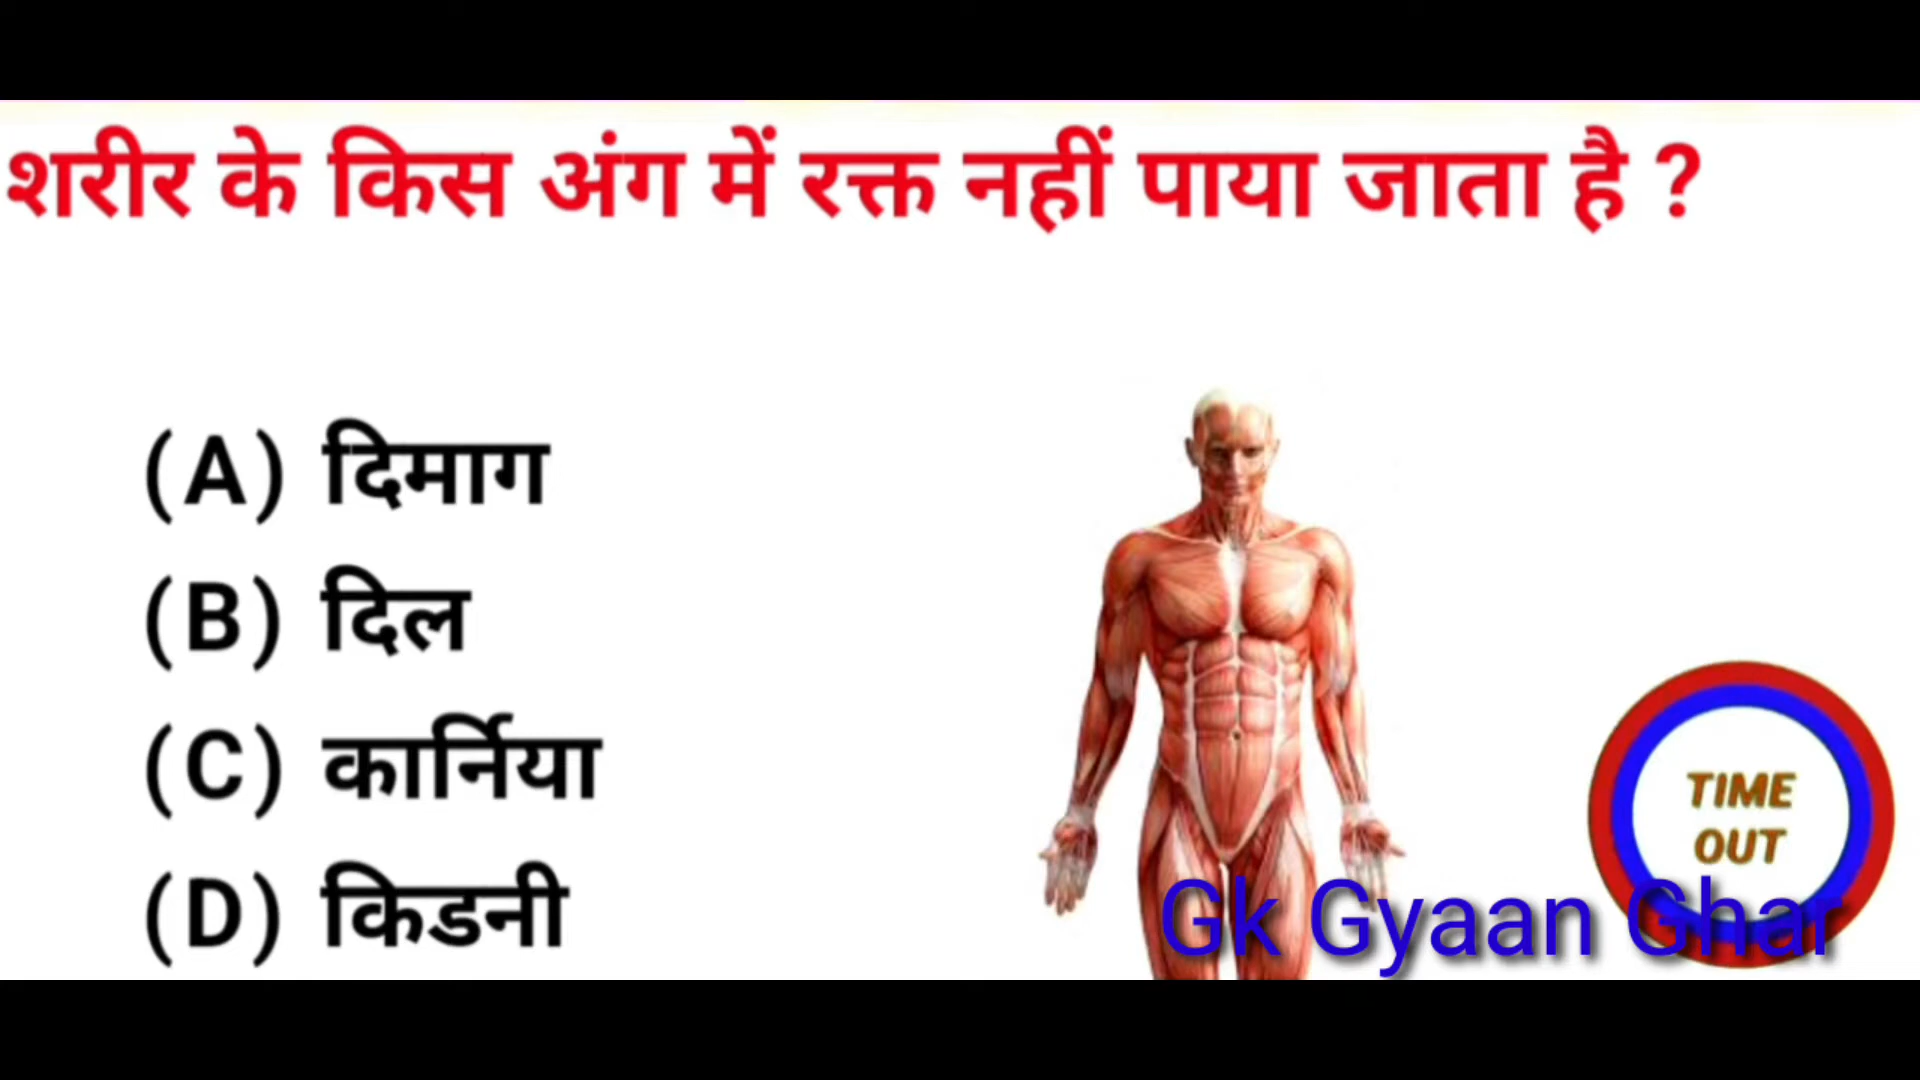 शरीर के किस अंग में रक्त नहीं पाया जाता है ?
(A) दिमाग
(B) दिल
(C) कार्निया
(D) किडनी
TIME
OUT
Gk Gyaan Ghar